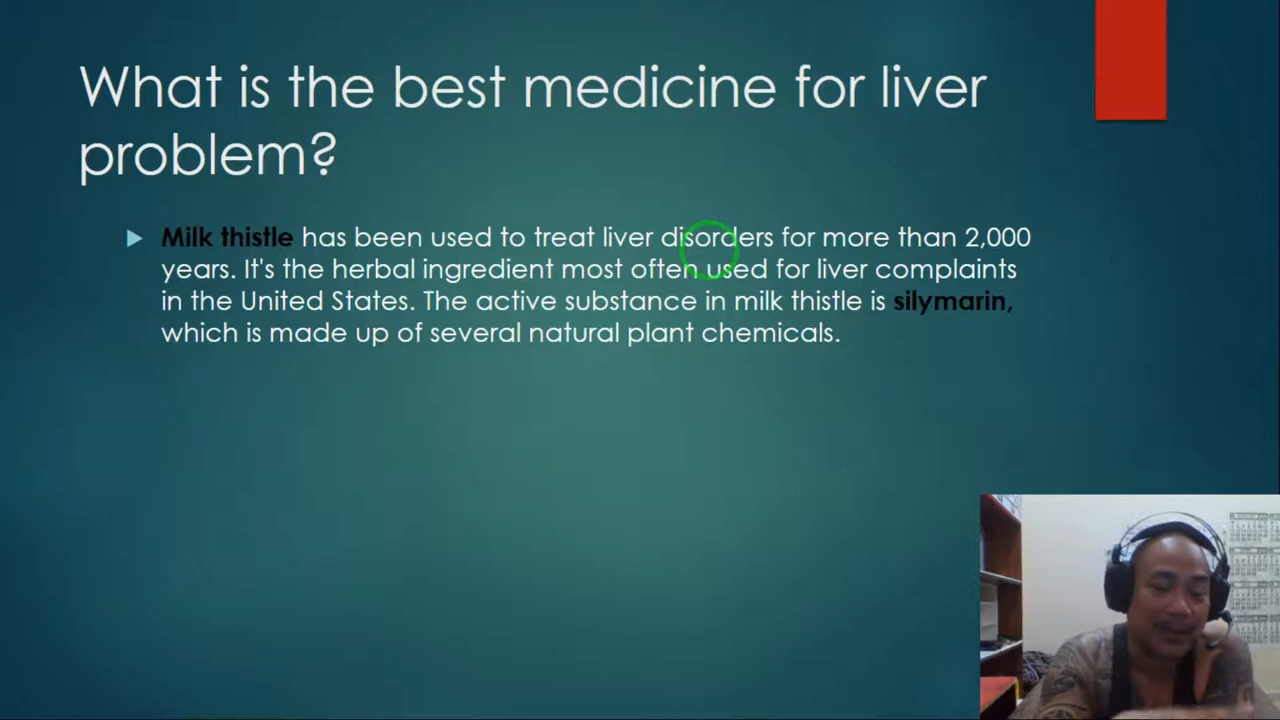 What is the best medicine for liver
problem?
Milk thistle has been used to treat liver disorders for more than 2,000
years. It's the herbal ingredient most often used for liver complaints
in the United States. The active substance in milk thistle is silymarin,
which is made up of several natural plant chemicals.